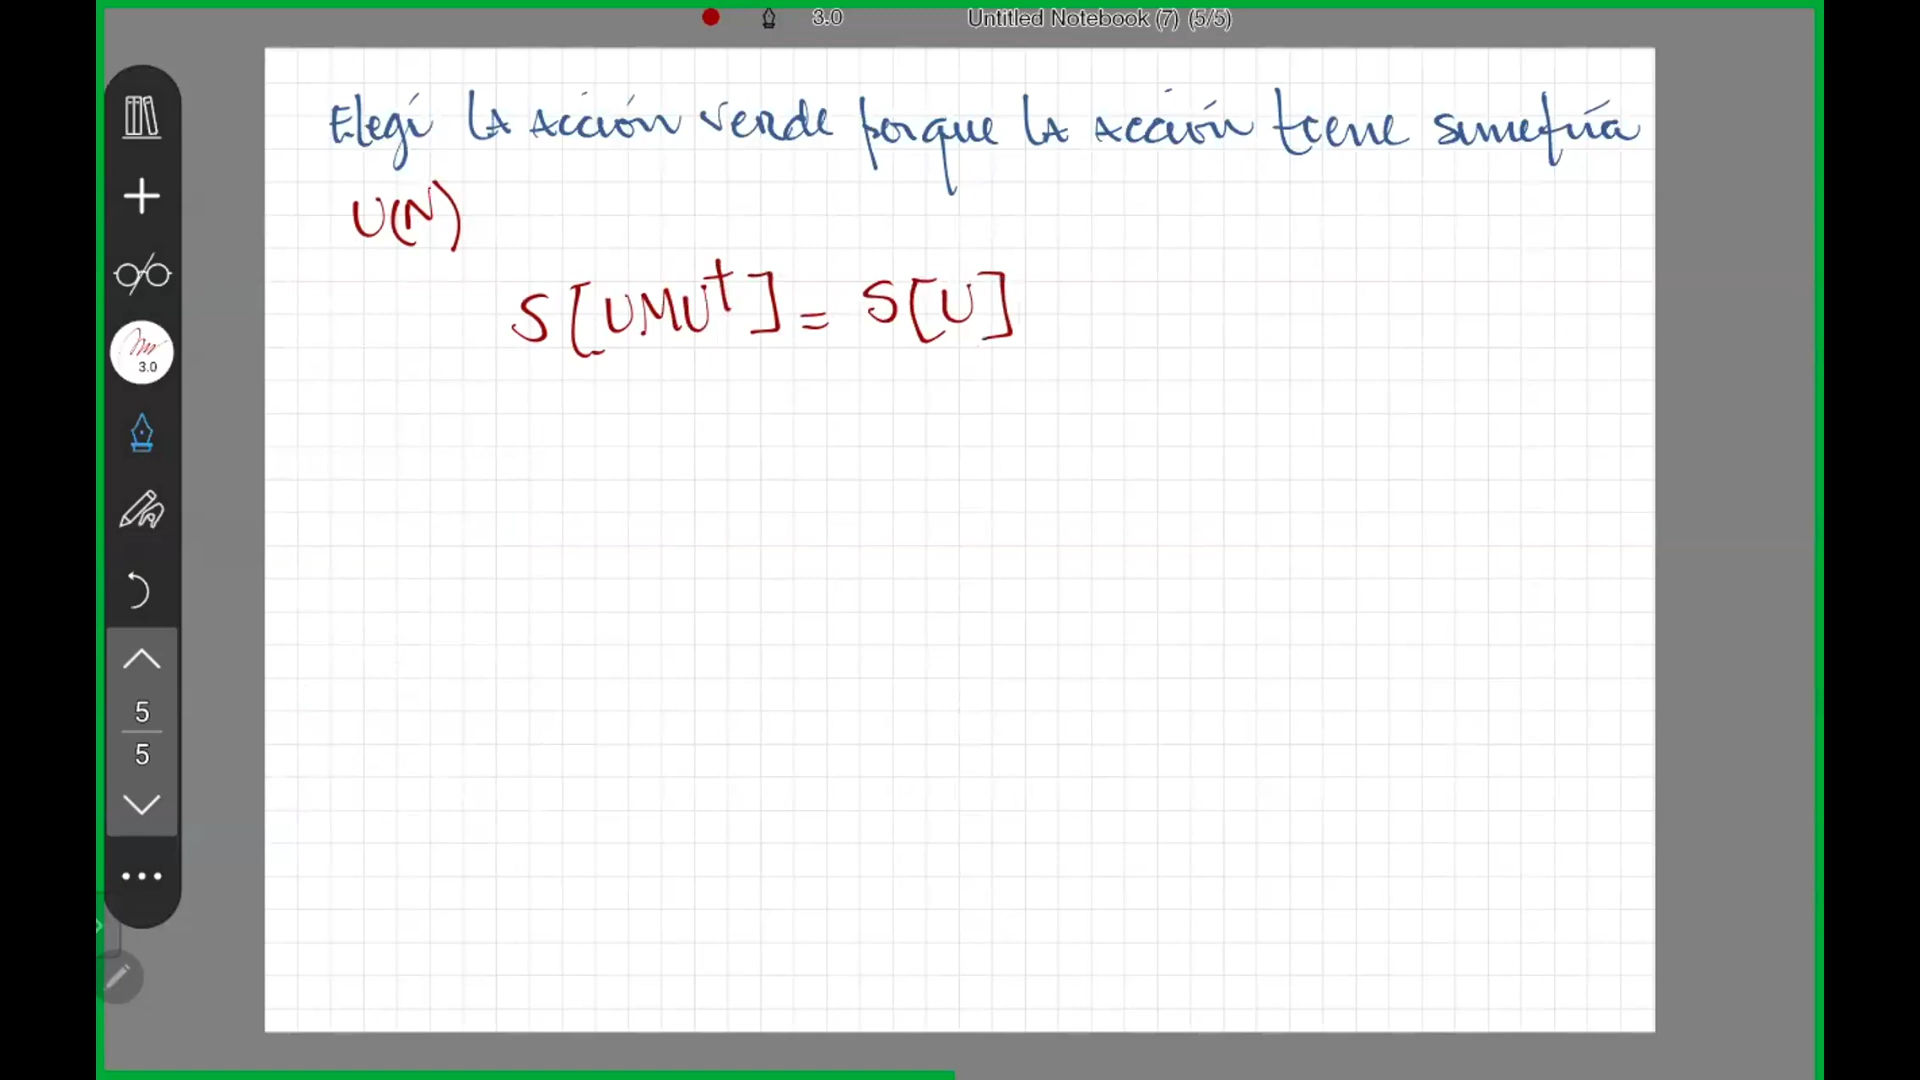 3.0 Untitled Notebook (7) (5/5)
Elegí la acción verde porque la acción tiene simetría
U(N)
S[UMU†] = S[U]
3.0
5
5